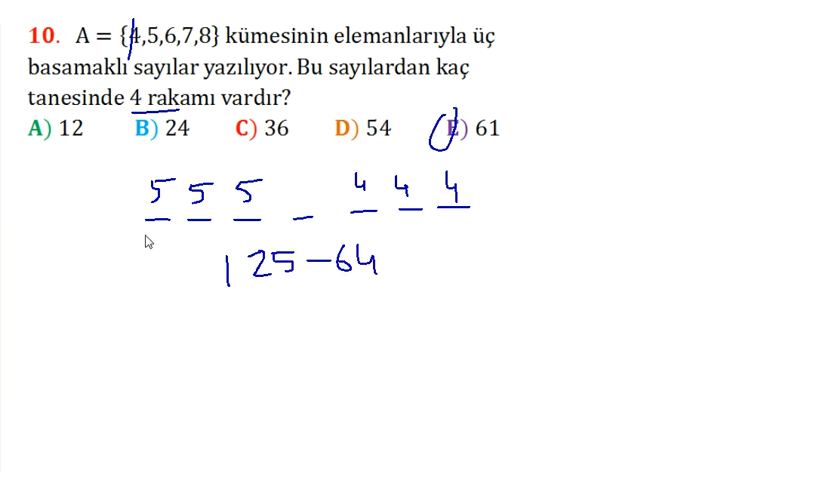 10. A = {4,5,6,7,8} kümesinin elemanlarıyla üç
basamaklı sayılar yazılıyor. Bu sayılardan kaç
tanesinde 4 rakamı vardır?
A) 12 B) 24 C) 36 D) 54 E) 61
5 5 5 - 4 4 4
125-64